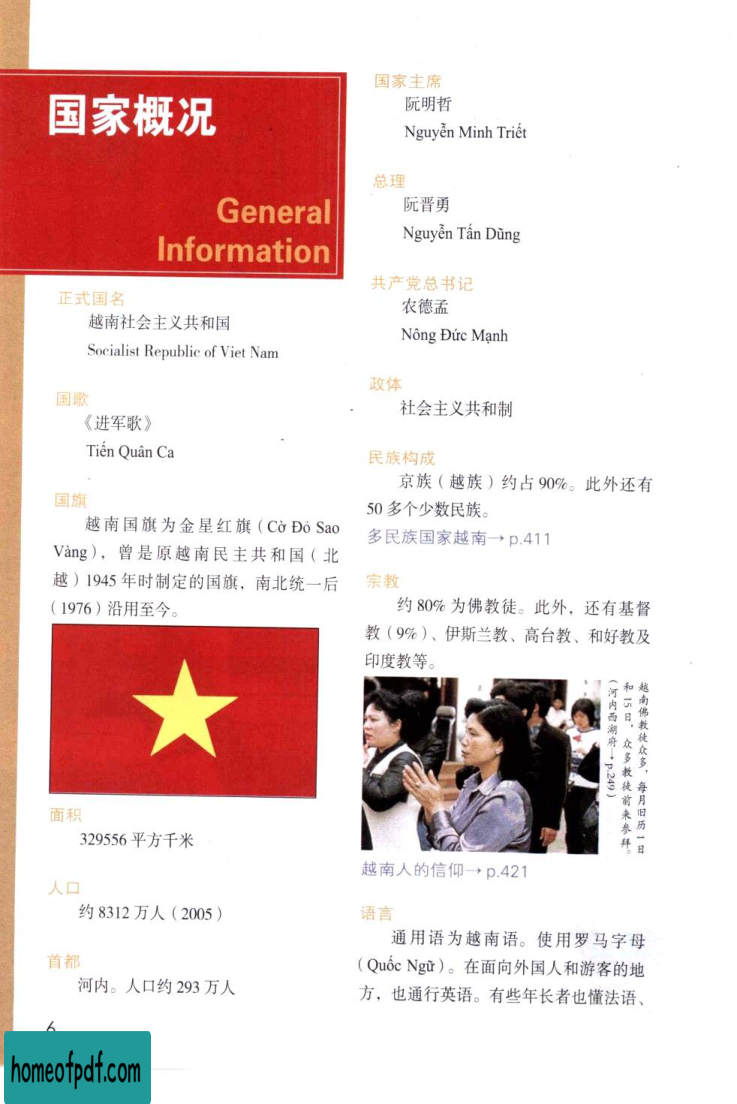 国家概况
General
Information
正式国名
越南社会主义共和国
Socialist Republic of Viet Nam
国歌
《进军歌》
Tiến Quân Ca
国旗
越南国旗为金星红旗（Cờ Đỏ Sao
Vàng），曾是原越南民主共和国（北
越）1945 年时制定的国旗，南北统一后
（1976）沿用至今。
面积
329556 平方千米
人口
约 8312 万人（2005）
首都
河内。人口约 293 万人
国家主席
阮明哲
Nguyễn Minh Triết
总理
阮晋勇
Nguyễn Tấn Dũng
共产党总书记
农德孟
Nông Đức Mạnh
政体
社会主义共和制
民族构成
京族（越族）约占 90%。此外还有
50 多个少数民族。
多民族国家越南→p.411
宗教
约 80% 为佛教徒。此外，还有基督
教（9%）、伊斯兰教、高台教、和好教及
印度教等。
越南佛教徒众多，每月旧历 1 日
和 15 日，众多教徒前来参拜。
（河内西湖府→p.249）
越南人的信仰→p.421
语言
通用语为越南语。使用罗马字母
（Quốc Ngữ）。在面向外国人和游客的地
方，也通行英语。有些年长者也懂法语、
6
homeofpdf.com